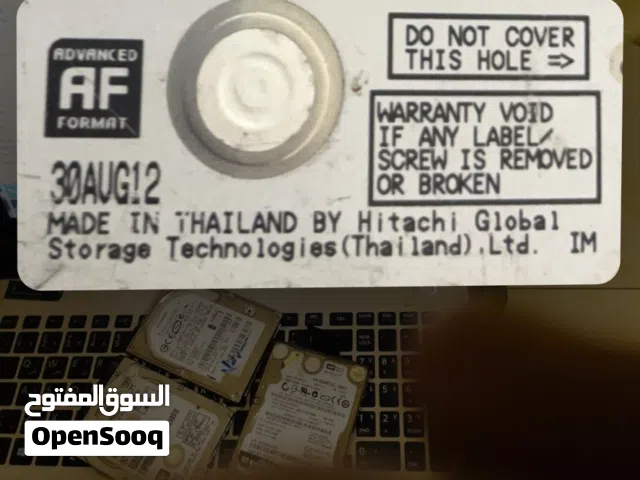 ADVANCED
AF
FORMAT
DO NOT COVER
THIS HOLE =>
WARRANTY VOID
IF ANY LABEL/
SCREW IS REMOVED
OR BROKEN
30AUG12
MADE IN THAILAND BY Hitachi Global
Storage Technologies(Thailand),Ltd. IM
السوق المفتوح
OpenSooq